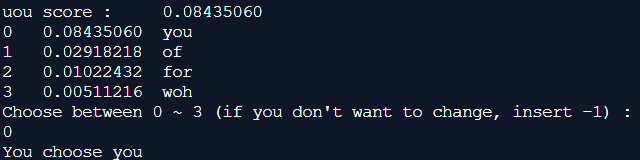 uou score :     0.08435060
0   0.08435060  you
1   0.02918218  of
2   0.01022432  for
3   0.00511216  woh
Choose between 0 ~ 3 (if you don't want to change, insert -1) :
0
You choose you